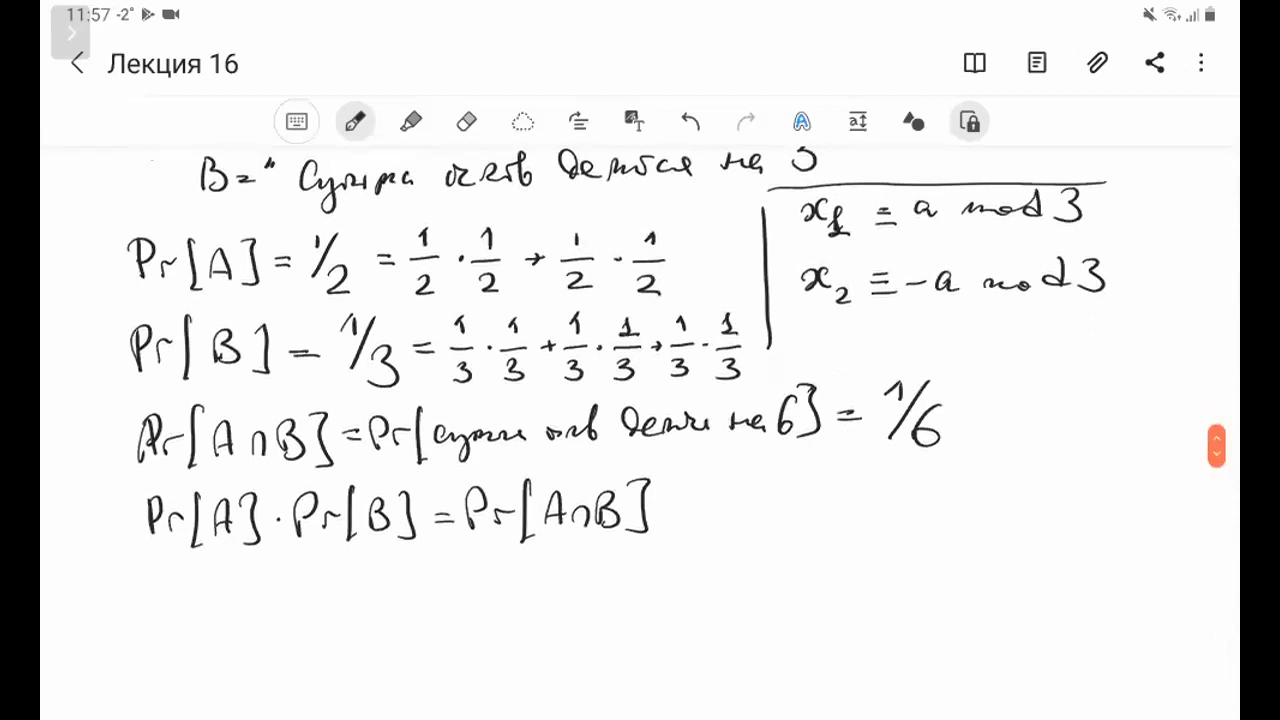 11:57 -2°
Лекция 16
B = " Сумма очков делится на 3
x₁ ≡ a mod 3
x₂ ≡ -a mod 3
Pr[A] = 1/2 = 1/2 · 1/2 + 1/2 · 1/2
Pr[B] = 1/3 = 1/3 · 1/3 + 1/3 · 1/3 + 1/3 · 1/3
Pr[A∩B] = Pr[сумма очков делится на 6] = 1/6
Pr[A] · Pr[B] = Pr[A∩B]